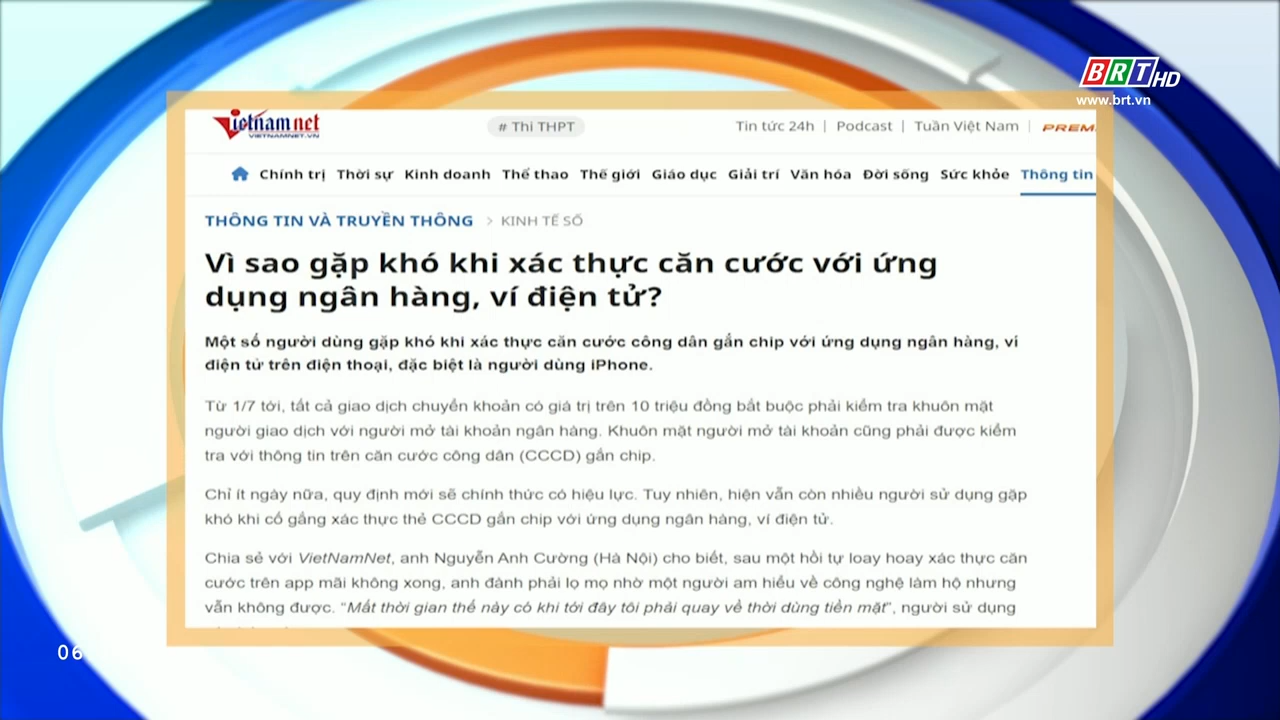 BRT HD
www.brt.vn
Vietnamnet
VIETNAMNET.VN
# Thi THPT
Tin tức 24h | Podcast | Tuần Việt Nam |
Chính trị Thời sự Kinh doanh Thể thao Thế giới Giáo dục Giải trí Văn hóa Đời sống Sức khỏe Thông tin
THÔNG TIN VÀ TRUYỀN THÔNG > KINH TẾ SỐ
Vì sao gặp khó khi xác thực căn cước với ứng
dụng ngân hàng, ví điện tử?
Một số người dùng gặp khó khi xác thực căn cước công dân gắn chip với ứng dụng ngân hàng, ví
điện tử trên điện thoại, đặc biệt là người dùng iPhone.
Từ 1/7 tới, tất cả giao dịch chuyển khoản có giá trị trên 10 triệu đồng bắt buộc phải kiểm tra khuôn mặt
người giao dịch với người mở tài khoản ngân hàng. Khuôn mặt người mở tài khoản cũng phải được kiểm
tra với thông tin trên căn cước công dân (CCCD) gắn chip.
Chỉ ít ngày nữa, quy định mới sẽ chính thức có hiệu lực. Tuy nhiên, hiện vẫn còn nhiều người sử dụng gặp
khó khi cố gắng xác thực thẻ CCCD gắn chip với ứng dụng ngân hàng, ví điện tử.
Chia sẻ với VietNamNet, anh Nguyễn Anh Cường (Hà Nội) cho biết, sau một hồi tự loay hoay xác thực căn
cước trên app mãi không xong, anh đành phải lọ mọ nhờ một người am hiểu về công nghệ làm hộ nhưng
vẫn không được. “Mất thời gian thế này có khi tới đây tôi phải quay về thời dùng tiền mặt”, người sử dụng
06